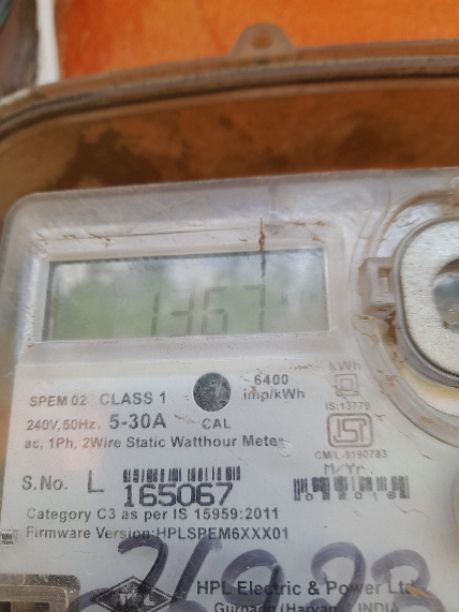 1367
SPEM 02 CLASS 1
6400
imp/kWh
kWh
IS:13779
240V, 50Hz, 5-30A CAL
ac, 1Ph, 2Wire Static Watthour Meter
CM/L-9190783
M/Yr.
S.No. L 165067
Category C3 as per IS 15959:2011
Firmware Version:HPLSPEM6XXX01
HPL Electric & Power Ltd
INDIA